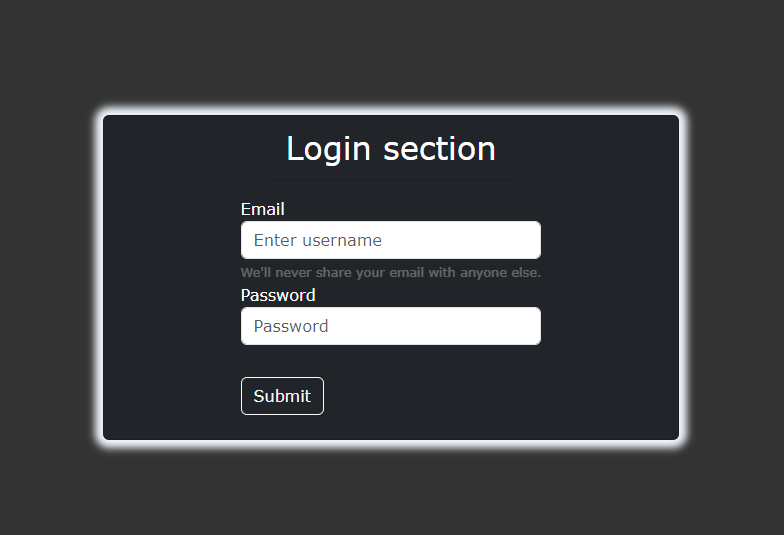 Login section
Email
Enter username
We'll never share your email with anyone else.
Password
Password
Submit